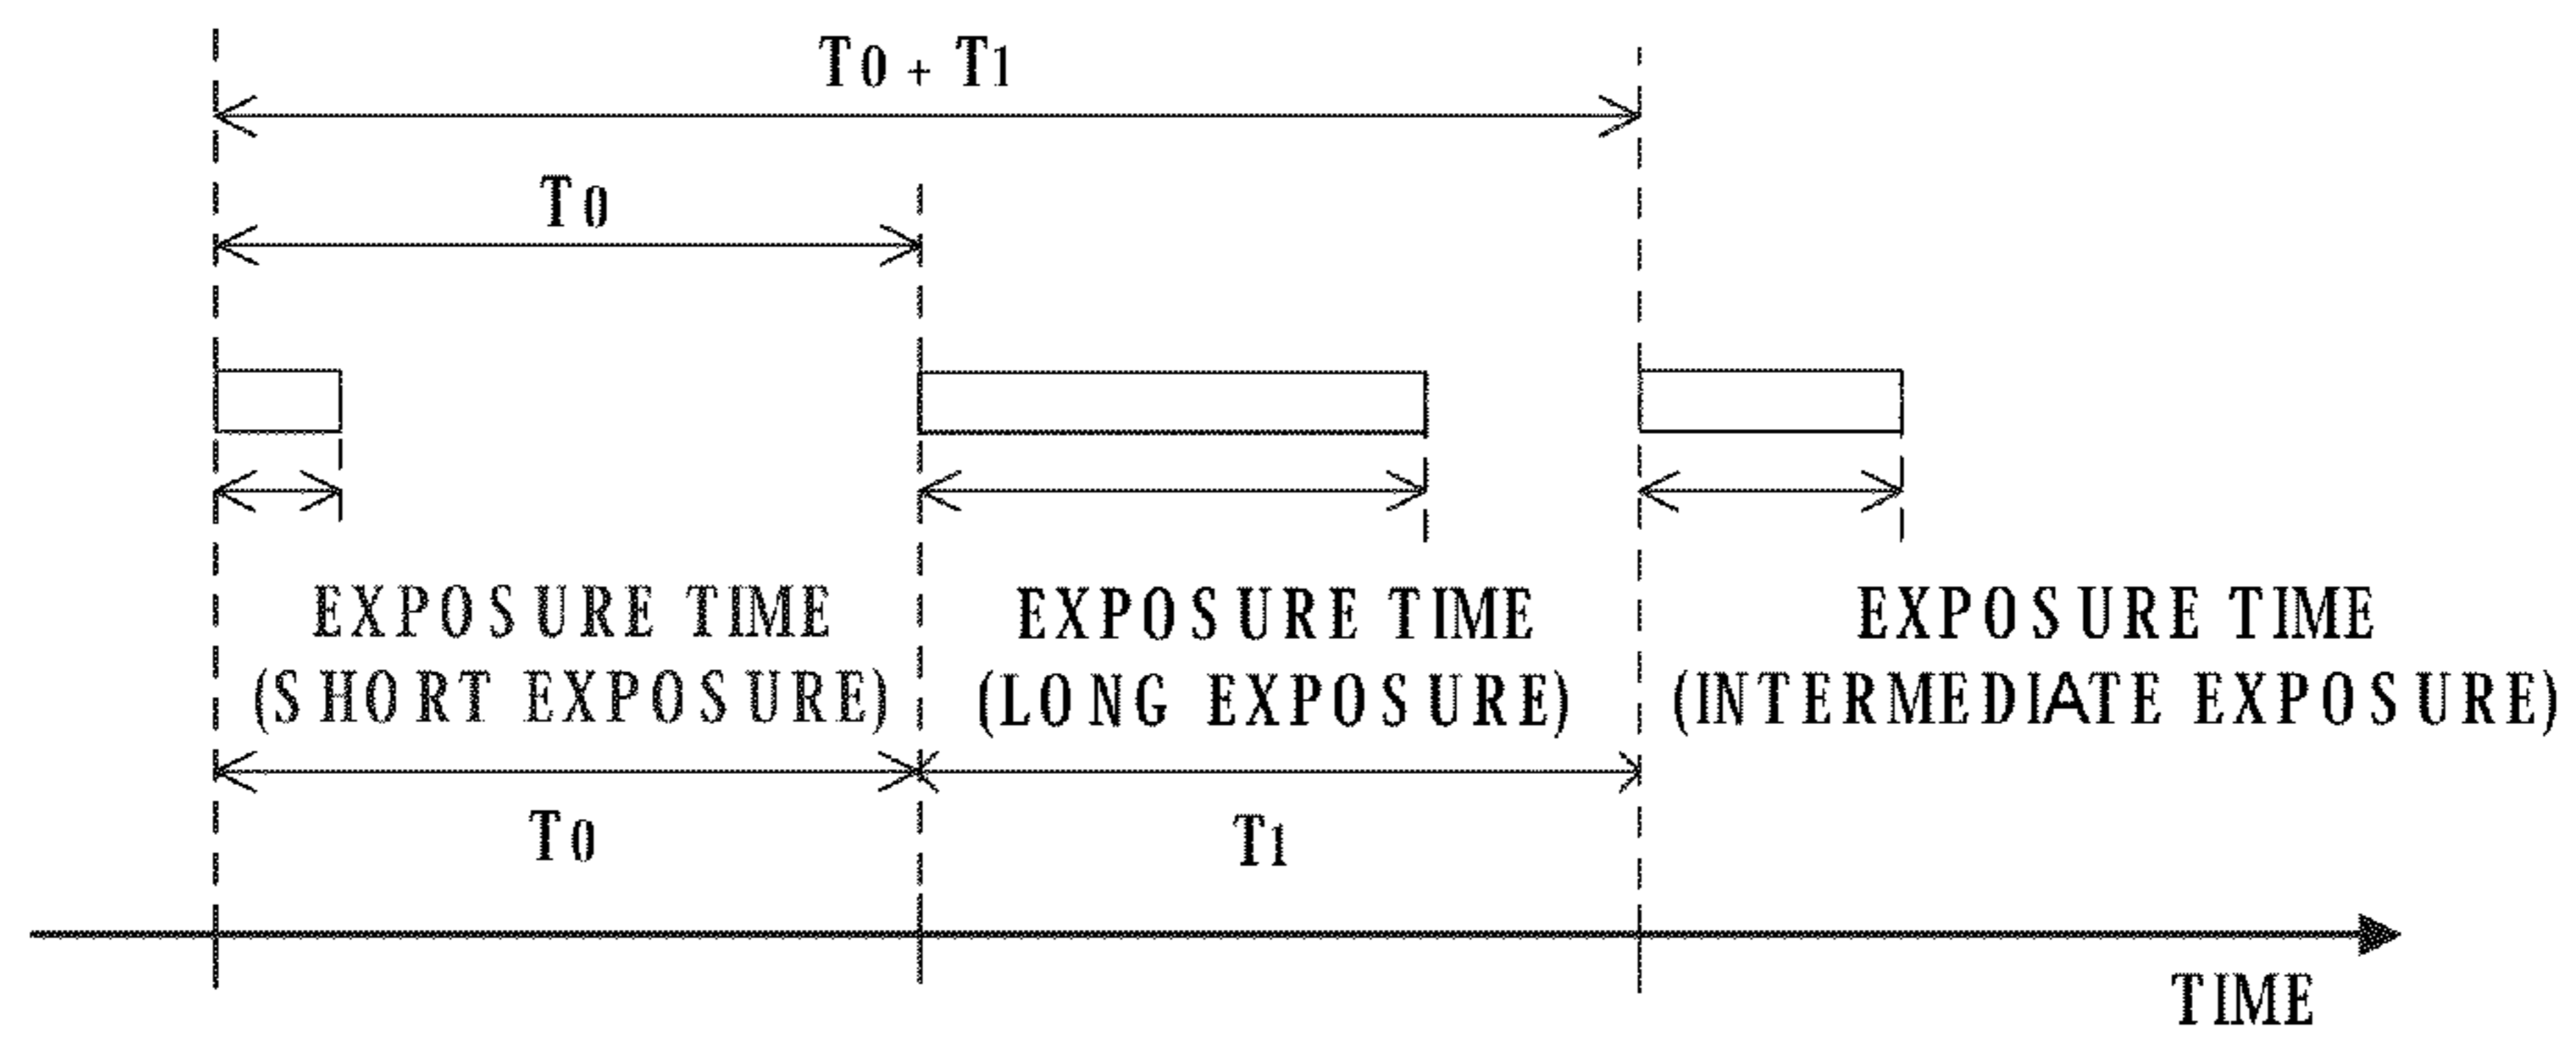 T0 + T1
T0
EXPOSURE TIME
(SHORT EXPOSURE)
EXPOSURE TIME
(LONG EXPOSURE)
EXPOSURE TIME
(INTERMEDIATE EXPOSURE)
T0
T1
TIME